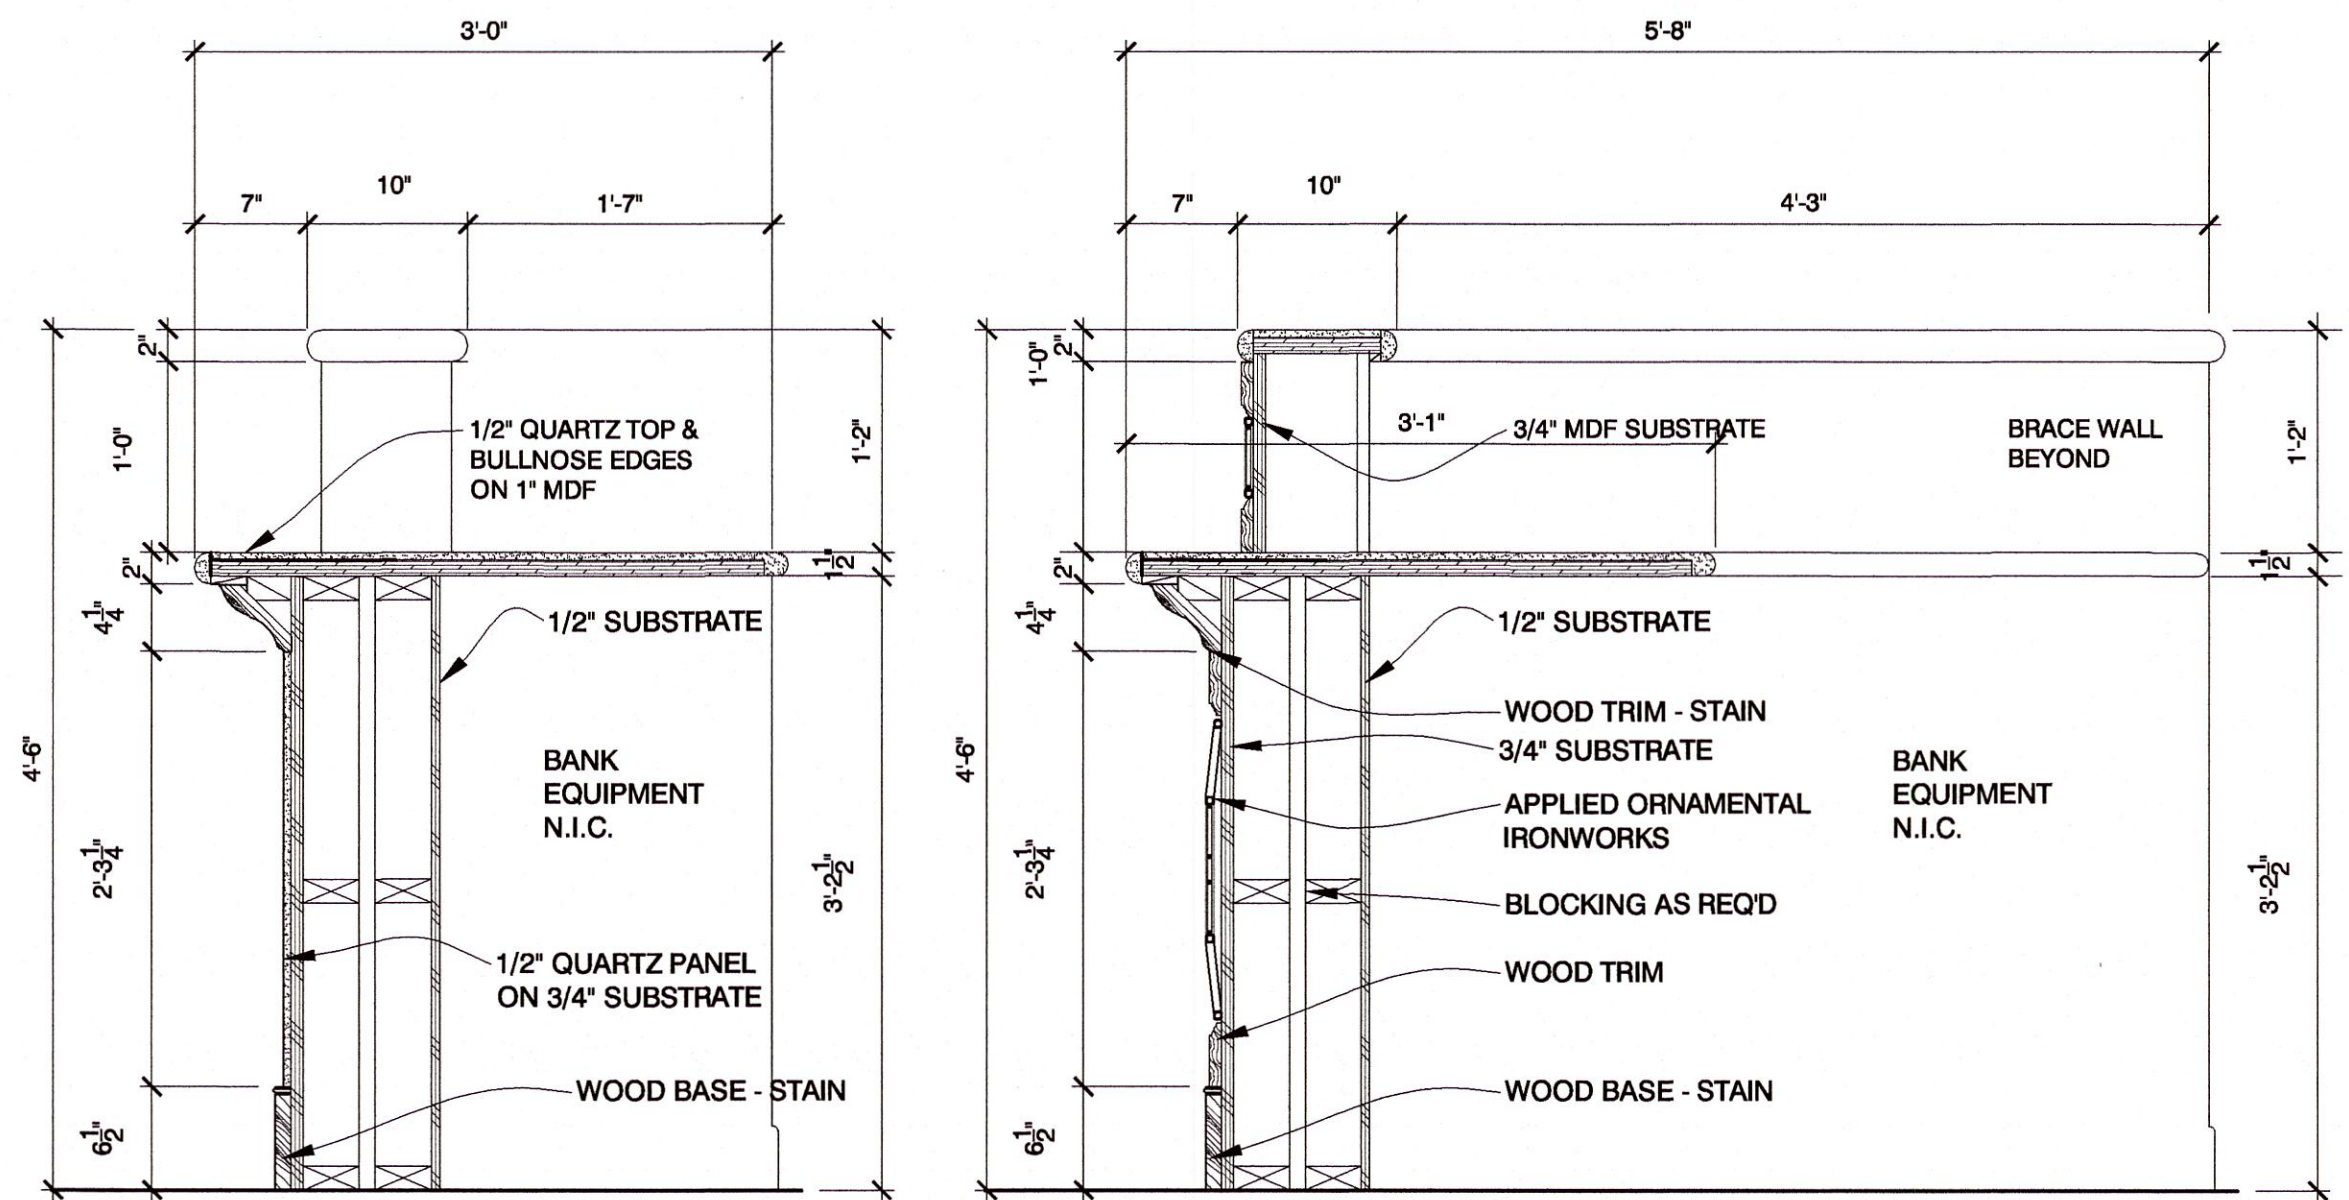 3'-0"
5'-8"
7"
10"
1'-7"
7"
10"
4'-3"
2"
1'-0"
1'-2"
1/2" QUARTZ TOP &
BULLNOSE EDGES
ON 1" MDF
2"
1 1/2"
4 1/4"
1/2" SUBSTRATE
4'-6"
BANK
EQUIPMENT
N.I.C.
2'-3 1/4"
3'-2 1/2"
1/2" QUARTZ PANEL
ON 3/4" SUBSTRATE
WOOD BASE - STAIN
6 1/2"
2"
1'-0"
3'-1"
3/4" MDF SUBSTRATE
BRACE WALL
BEYOND
1'-2"
2"
1 1/2"
4 1/4"
1/2" SUBSTRATE
WOOD TRIM - STAIN
3/4" SUBSTRATE
4'-6"
APPLIED ORNAMENTAL
IRONWORKS
BANK
EQUIPMENT
N.I.C.
2'-3 1/4"
3'-2 1/2"
BLOCKING AS REQ'D
WOOD TRIM
WOOD BASE - STAIN
6 1/2"